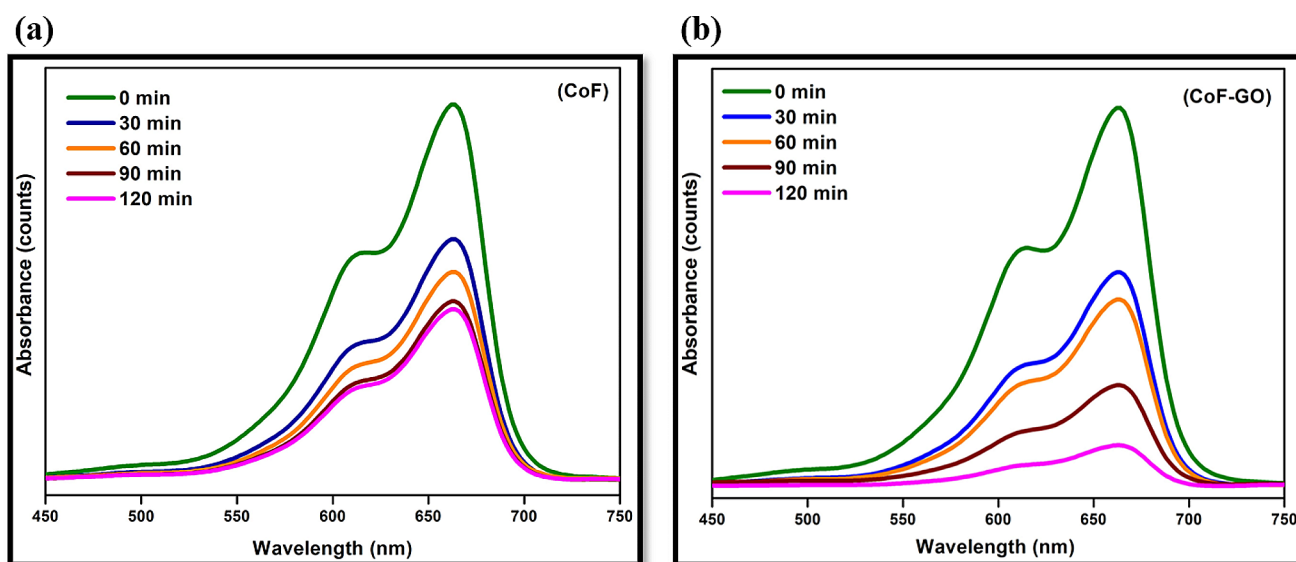 (a)
(CoF)
0 min
30 min
60 min
90 min
120 min
Absorbance (counts)
450 500 550 600 650 700 750
Wavelength (nm)
(b)
(CoF-GO)
0 min
30 min
60 min
90 min
120 min
Absorbance (counts)
450 500 550 600 650 700 750
Wavelength (nm)